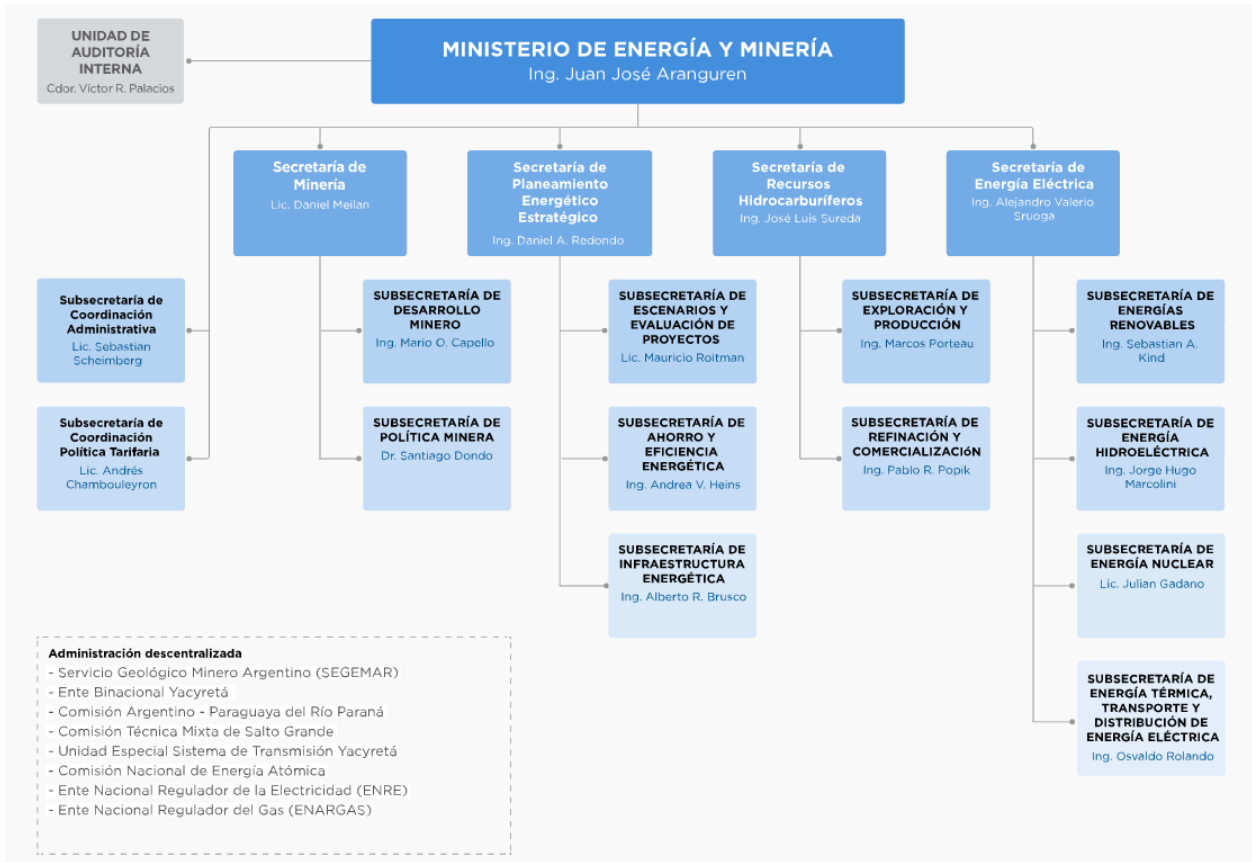 UNIDAD DE
AUDITORÍA
INTERNA
Cdor. Víctor R. Palacios
MINISTERIO DE ENERGÍA Y MINERÍA
Ing. Juan José Aranguren
Secretaría de
Minería
Lic. Daniel Meilan
Secretaría de
Planeamiento
Energético
Estratégico
Ing. Daniel A. Redondo
Secretaría de
Recursos
Hidrocarburíferos
Ing. José Luis Sureda
Secretaría de
Energía Eléctrica
Ing. Alejandro Valerio
Sruoga
Subsecretaría de
Coordinación
Administrativa
Lic. Sebastian
Scheimberg
SUBSECRETARÍA DE
DESARROLLO
MINERO
Ing. Mario O. Capello
SUBSECRETARÍA DE
ESCENARIOS Y
EVALUACIÓN DE
PROYECTOS
Lic. Mauricio Roitman
SUBSECRETARÍA DE
EXPLORACIÓN Y
PRODUCCIÓN
Ing. Marcos Porteau
SUBSECRETARÍA DE
ENERGÍAS
RENOVABLES
Ing. Sebastian A.
Kind
Subsecretaría de
Coordinación
Política Tarifaria
Lic. Andrés
Chambouleyron
SUBSECRETARÍA DE
POLÍTICA MINERA
Dr. Santiago Dondo
SUBSECRETARÍA DE
AHORRO Y
EFICIENCIA
ENERGÉTICA
Ing. Andrea V. Heins
SUBSECRETARÍA DE
REFINACIÓN Y
COMERCIALIZACIóN
Ing. Pablo R. Popik
SUBSECRETARÍA DE
ENERGÍA
HIDROELÉCTRICA
Ing. Jorge Hugo
Marcolini
SUBSECRETARÍA DE
INFRAESTRUCTURA
ENERGÉTICA
Ing. Alberto R. Brusco
SUBSECRETARÍA DE
ENERGÍA NUCLEAR
Lic. Julian Gadano
SUBSECRETARÍA DE
ENERGÍA TÉRMICA,
TRANSPORTE Y
DISTRIBUCIÓN DE
ENERGÍA ELÉCTRICA
Ing. Osvaldo Rolando
Administración descentralizada
- Servicio Geológico Minero Argentino (SEGEMAR)
- Ente Binacional Yacyretá
- Comisión Argentino - Paraguaya del Río Paraná
- Comisión Técnica Mixta de Salto Grande
- Unidad Especial Sistema de Transmisión Yacyretá
- Comisión Nacional de Energía Atómica
- Ente Nacional Regulador de la Electricidad (ENRE)
- Ente Nacional Regulador del Gas (ENARGAS)